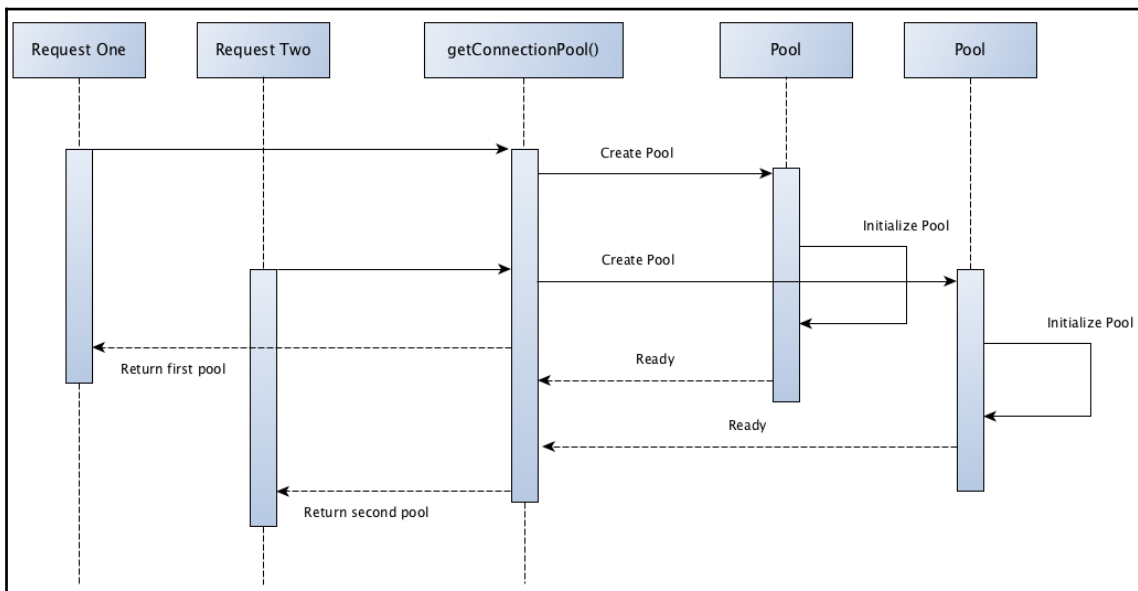 Request One
Request Two
getConnectionPool()
Pool
Pool
Create Pool
Initialize Pool
Create Pool
Initialize Pool
Return first pool
Ready
Ready
Return second pool